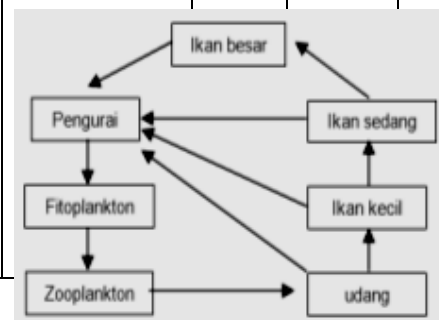 Ikan besar
Pengurai
Ikan sedang
Fitoplankton
Ikan kecil
Zooplankton
udang